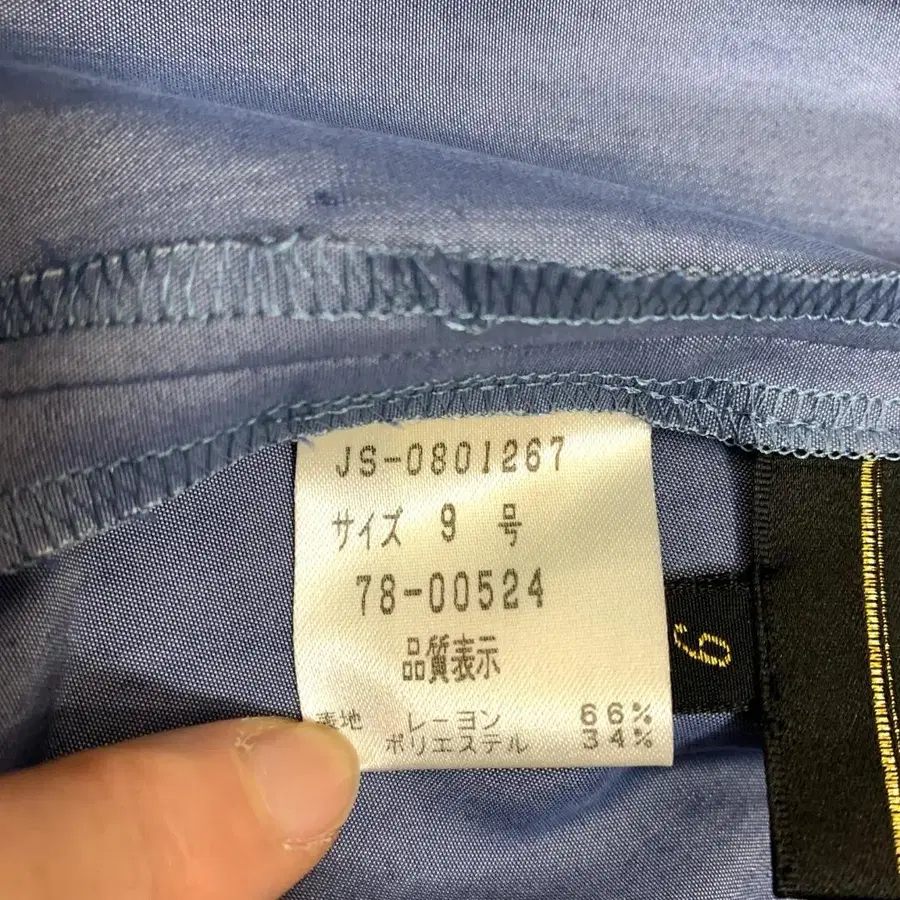 JS-0801267
サイズ 9 号
78-00524
品質表示
表地 レーヨン 66%
ポリエステル 34%
9